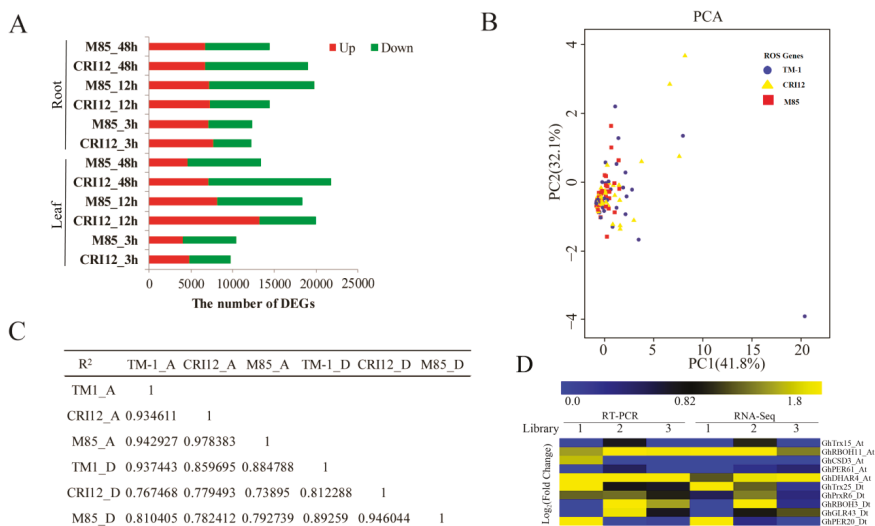 A
Up Down
Root
M85_48h
CRI12_48h
M85_12h
CRI12_12h
M85_3h
CRI12_3h
Leaf
M85_48h
CRI12_48h
M85_12h
CRI12_12h
M85_3h
CRI12_3h
0 5000 10000 15000 20000 25000
The number of DEGs
B
PCA
ROS Genes
TM-1
CRI12
M85
PC2(32.1%)
4
2
0
−2
−4
0 5 10 15 20
PC1(41.8%)
C
R2 TM-1_A CRI12_A M85_A TM-1_D CRI12_D M85_D
TM1_A 1
CRI12_A 0.934611 1
M85_A 0.942927 0.978383 1
TM1_D 0.937443 0.859695 0.884788 1
CRI12_D 0.767468 0.779493 0.73895 0.812288 1
M85_D 0.810405 0.782412 0.792739 0.89259 0.946044 1
D
0.0 0.82 1.8
RT-PCR RNA-Seq
Library 1 2 3 1 2 3
Log2(Fold Change)
GhTrx15_At
GhRBOH11_At
GhCSD3_At
GhPER61_At
GhDHAR4_At
GhTrx25_Dt
GhPrxR6_Dt
GhRBOH3_Dt
GhGLR43_Dt
GhPER20_Dt